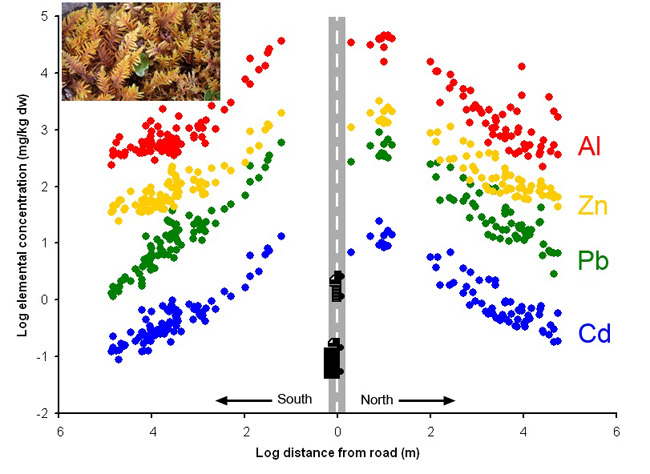 5
4
3
2
1
0
-1
-2
Log elemental concentration (mg/kg dw)
Al
Zn
Pb
Cd
South
North
6 4 2 0 2 4 6
Log distance from road (m)